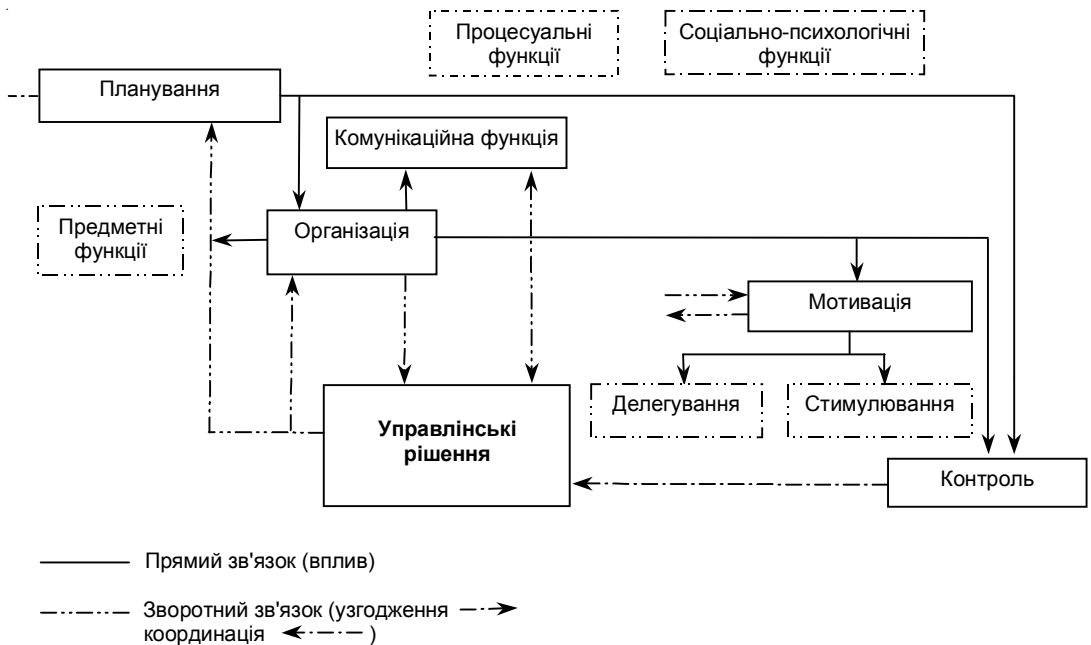 Процесуальні
функції
Соціально-психологічні
функції
Планування
Комунікаційна функція
Предметні
функції
Організація
Мотивація
Делегування
Стимулювання
Управлінські
рішення
Контроль
Прямий зв'язок (вплив)
Зворотний зв'язок (узгодження
координація )